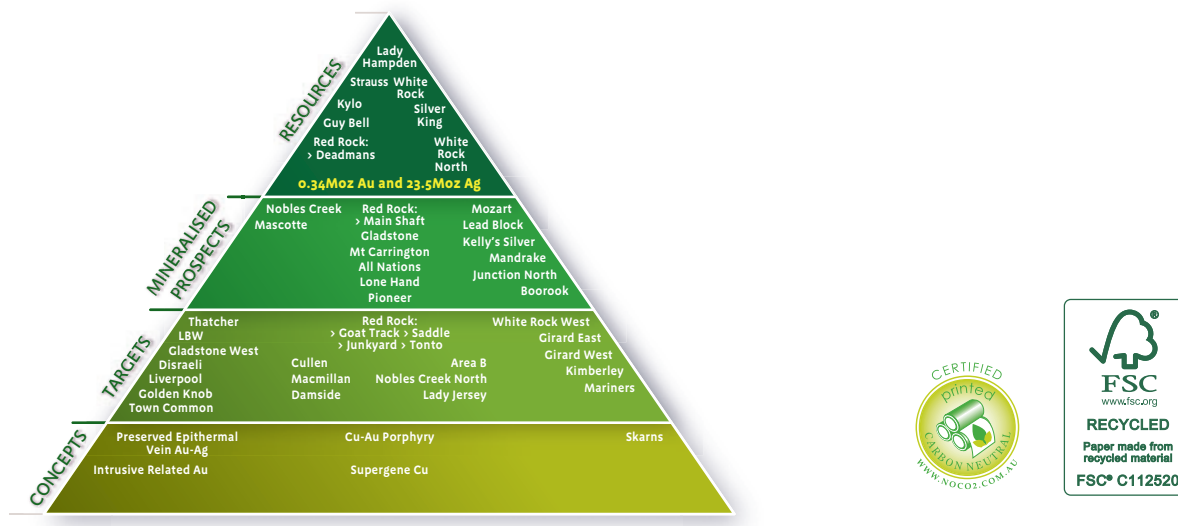 RESOURCES
Lady
Hampden
Strauss White
Rock
Kylo
Silver
King
Guy Bell
Red Rock:
> Deadmans
White
Rock
North
0.34Moz Au and 23.5Moz Ag
MINERALISED
PROSPECTS
Nobles Creek
Mascotte
Red Rock:
> Main Shaft
Gladstone
Mt Carrington
All Nations
Lone Hand
Pioneer
Mozart
Lead Block
Kelly's Silver
Mandrake
Junction North
Boorook
TARGETS
Thatcher
LBW
Gladstone West
Disraeli
Liverpool
Golden Knob
Town Common
Red Rock:
> Goat Track > Saddle
> Junkyard > Tonto
Cullen
Macmillan
Damside
Area B
Nobles Creek North
Lady Jersey
White Rock West
Girard East
Girard West
Kimberley
Mariners
CONCEPTS
Preserved Epithermal
Vein Au-Ag
Intrusive Related Au
Cu-Au Porphyry
Supergene Cu
Skarns
CERTIFIED
printed
CARBON NEUTRAL
WWW.NOCO2.COM.AU
®
FSC
www.fsc.org
RECYCLED
Paper made from
recycled material
FSC® C112520